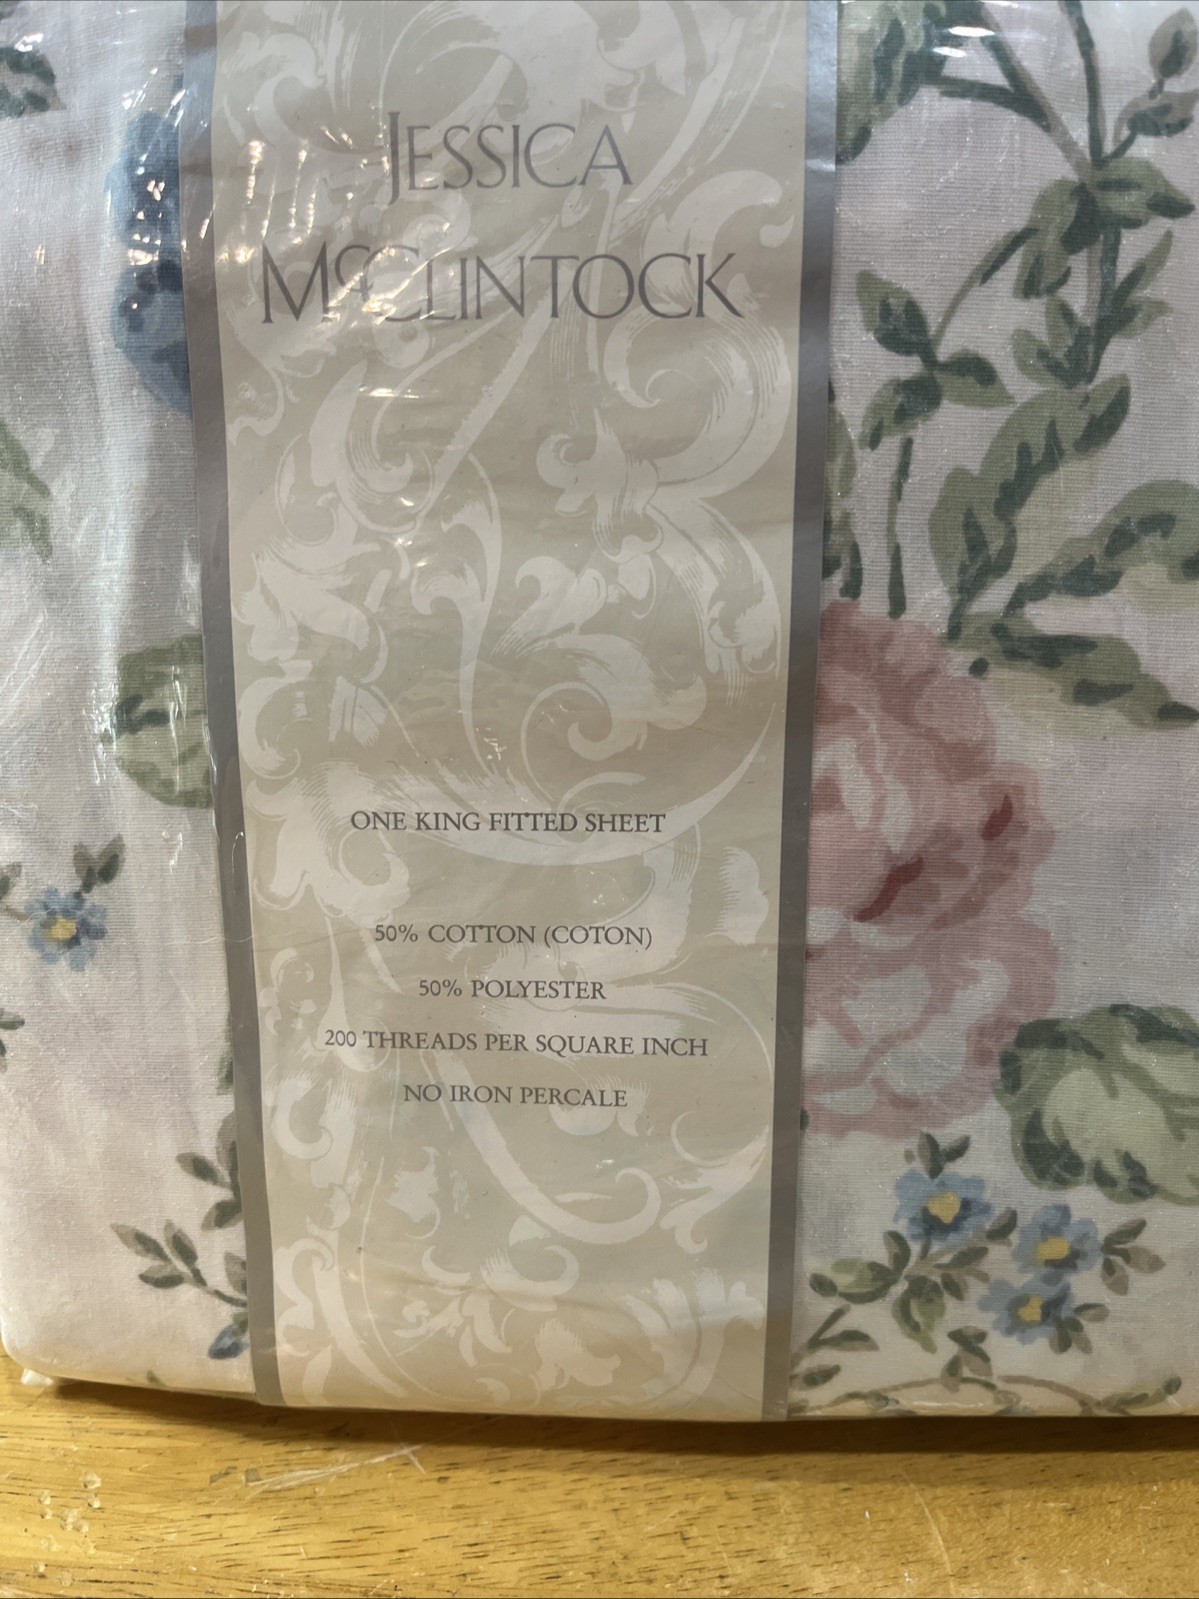 JESSICA
McCLINTOCK
ONE KING FITTED SHEET
50% COTTON (COTON)
50% POLYESTER
200 THREADS PER SQUARE INCH
NO IRON PERCALE